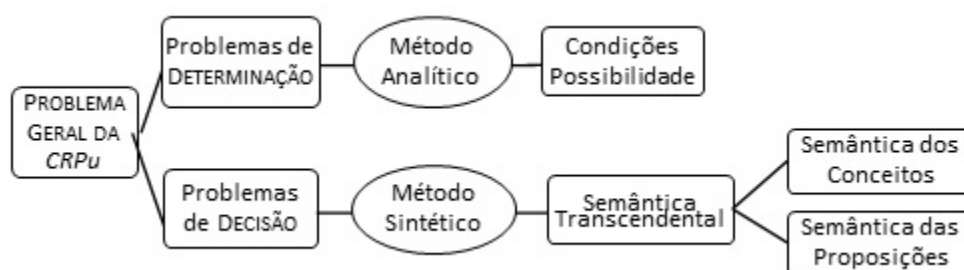 PROBLEMA
GERAL DA
CRPu
Problemas de
DETERMINAÇÃO
Método
Analítico
Condições
Possibilidade
Problemas
de DECISÃO
Método
Sintético
Semântica
Transcendental
Semântica dos
Conceitos
Semântica das
Proposições